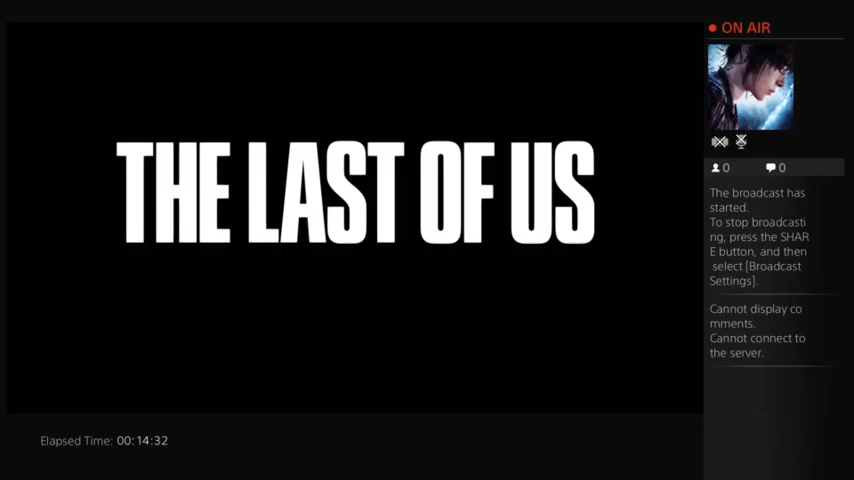 THE LAST OF US
ON AIR
0 0
The broadcast has
started.
To stop broadcasti
ng, press the SHAR
E button, and then
select [Broadcast
Settings].
Cannot display co
mments.
Cannot connect to
the server.
Elapsed Time: 00:14:32